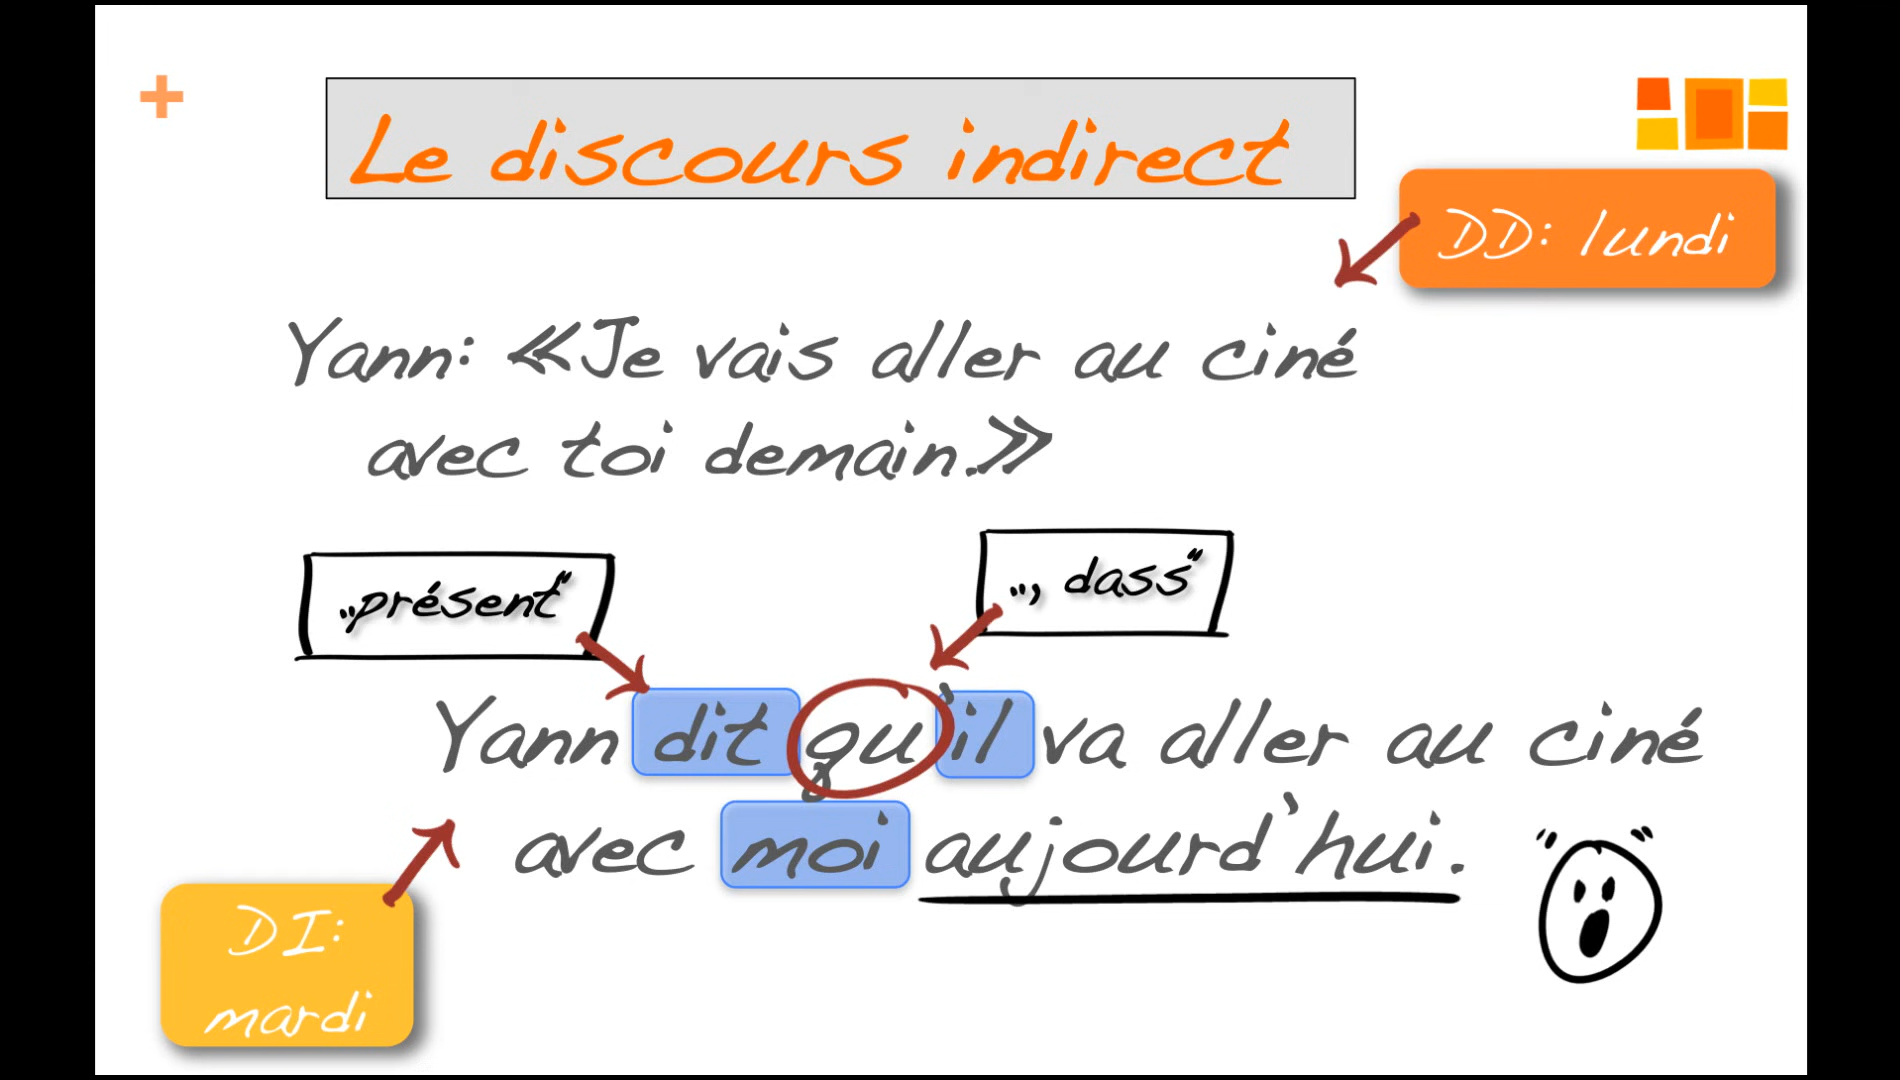 +
Le discours indirect
DD: lundi
Yann: «Je vais aller au ciné
avec toi demain.»
„présent“
„, dass“
Yann dit qu'il va aller au ciné
avec moi aujourd'hui.
DI:
mardi